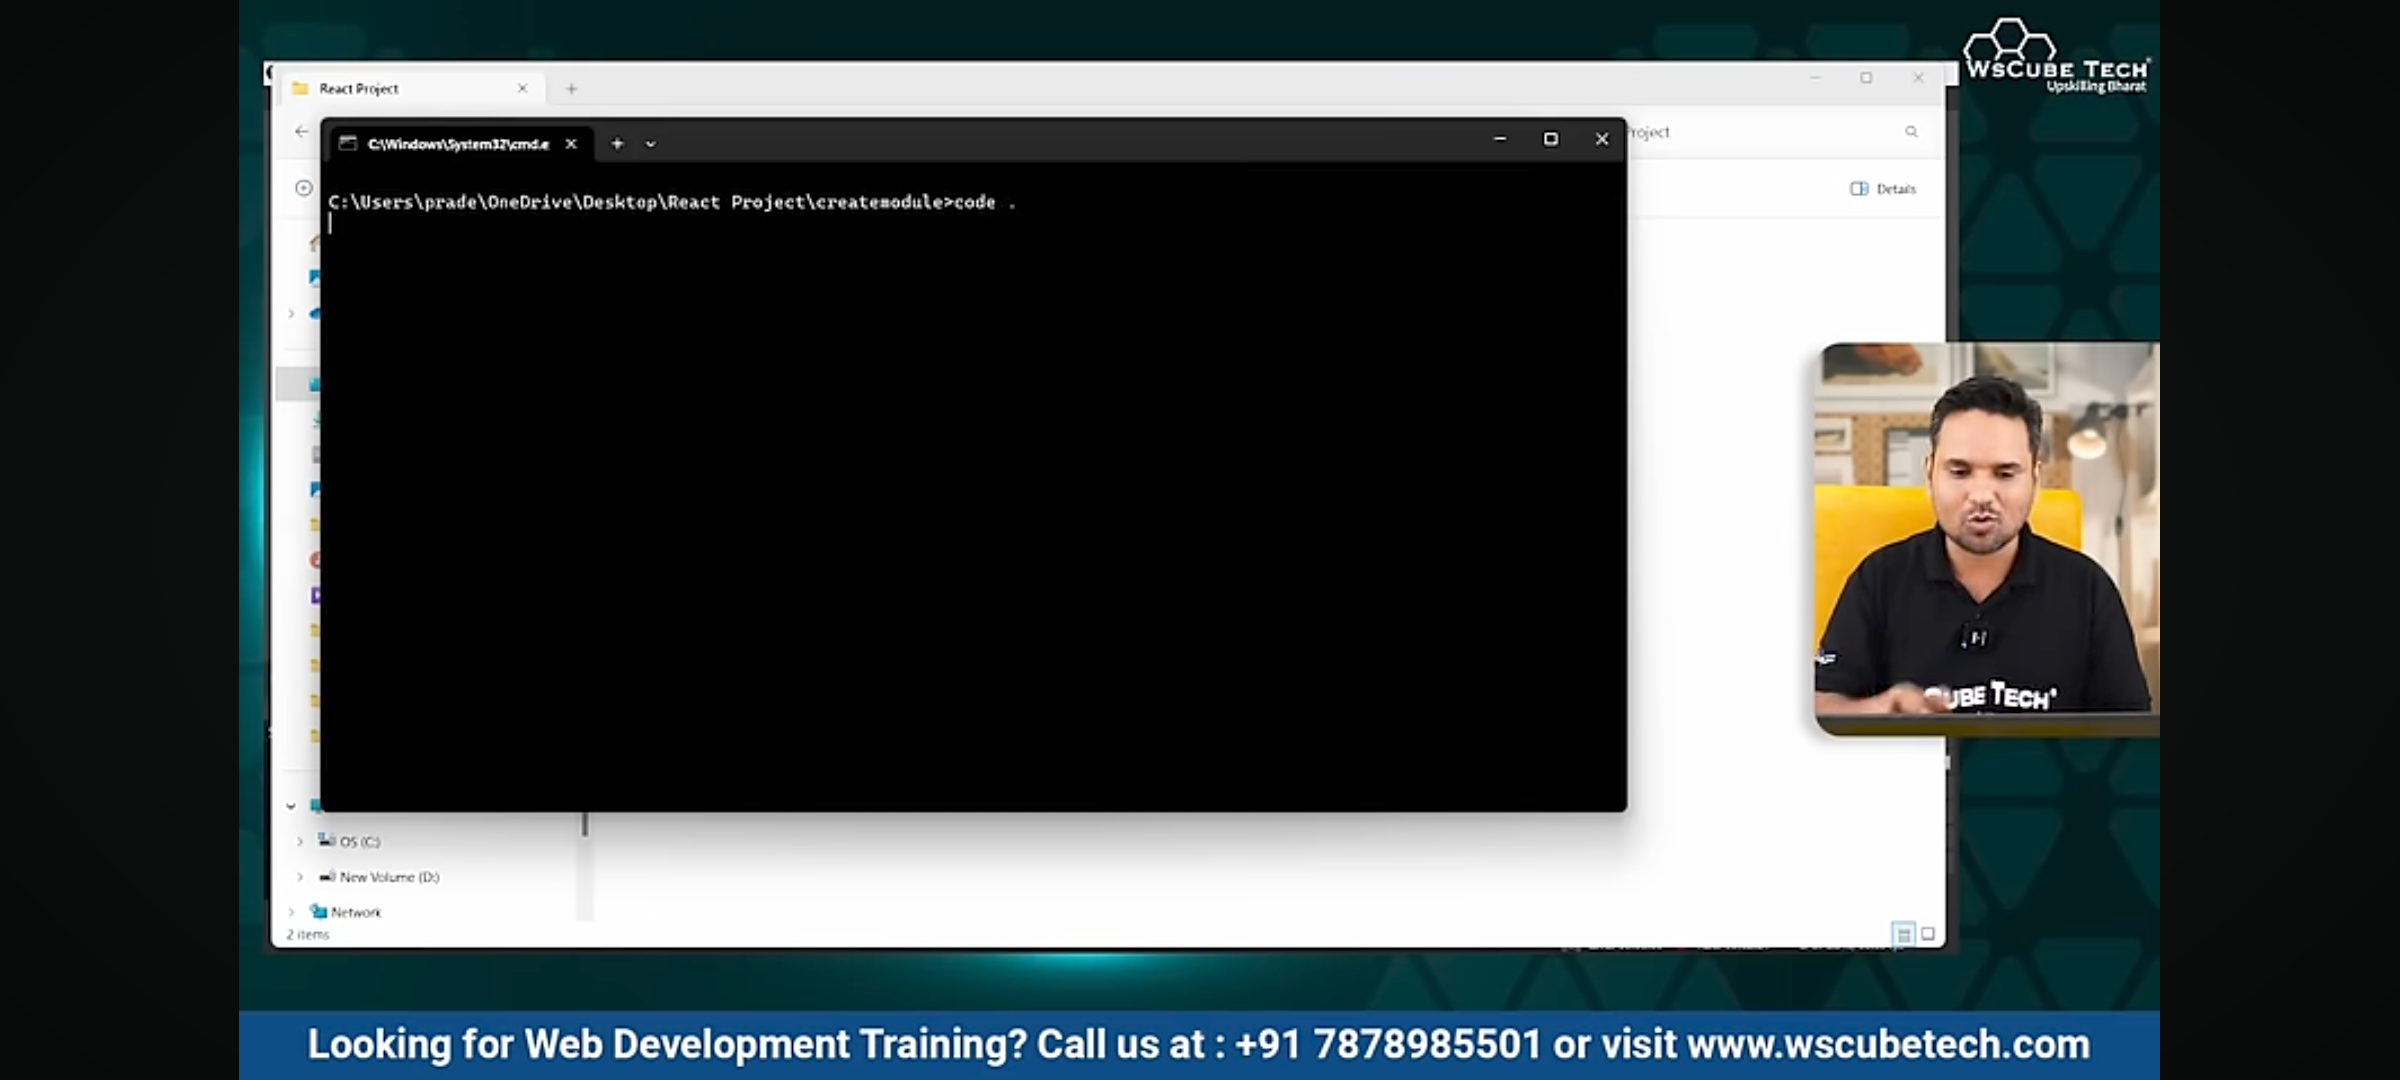 WsCube Tech
Upskilling Bharat
React Project
Project
C:\Windows\System32\cmd.e
Details
C:\Users\prade\OneDrive\Desktop\React Project\createmodule>code .
CUBE TECH
OS (C:)
New Volume (D:)
Network
2 items
Looking for Web Development Training? Call us at : +91 7878985501 or visit www.wscubetech.com